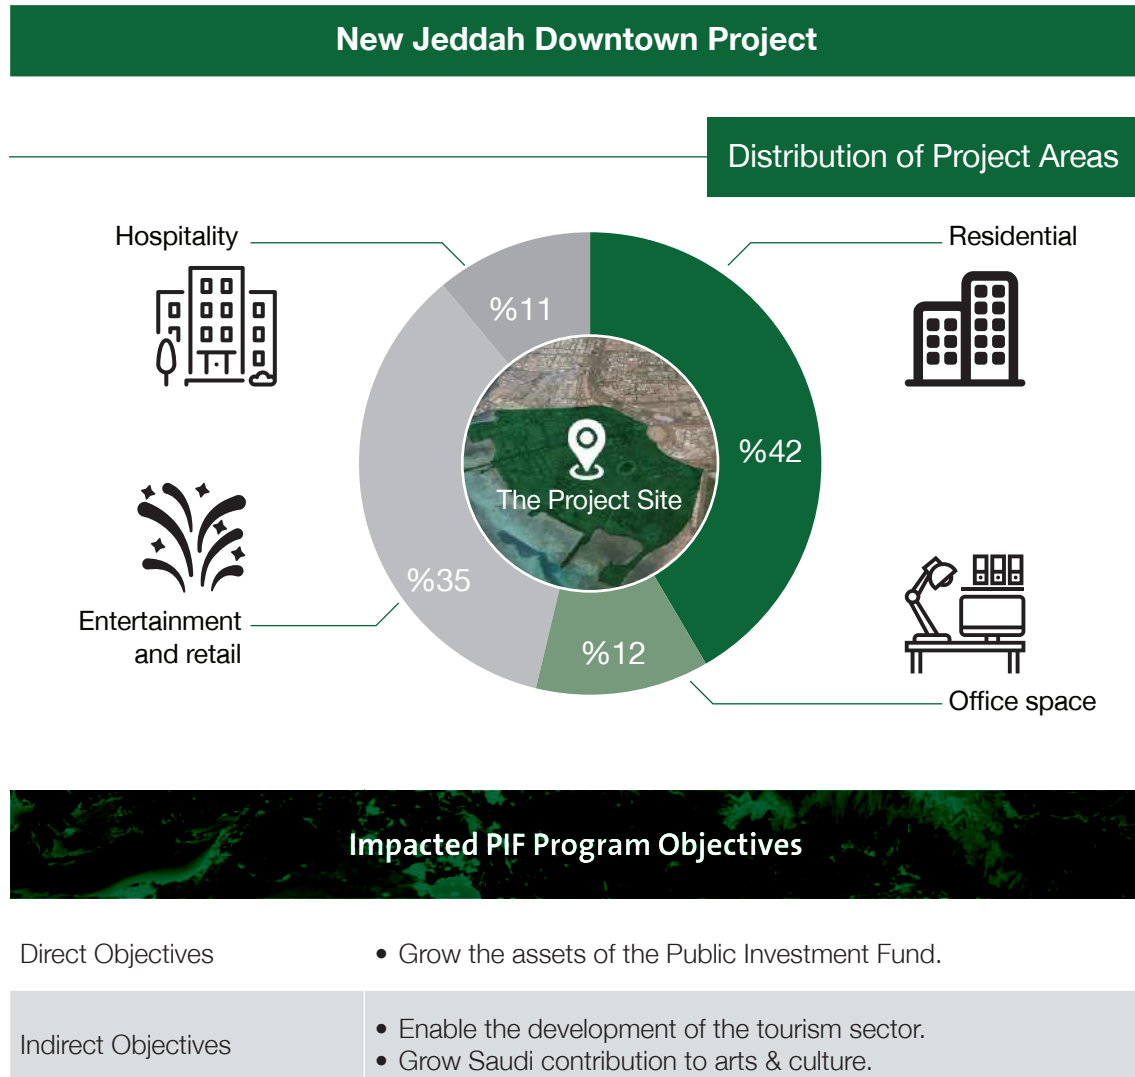 New Jeddah Downtown Project
Distribution of Project Areas
Hospitality
Residential
%11
%42
The Project Site
%35
Entertainment
and retail
%12
Office space
Impacted PIF Program Objectives
Direct Objectives
• Grow the assets of the Public Investment Fund.
Indirect Objectives
• Enable the development of the tourism sector.
• Grow Saudi contribution to arts & culture.